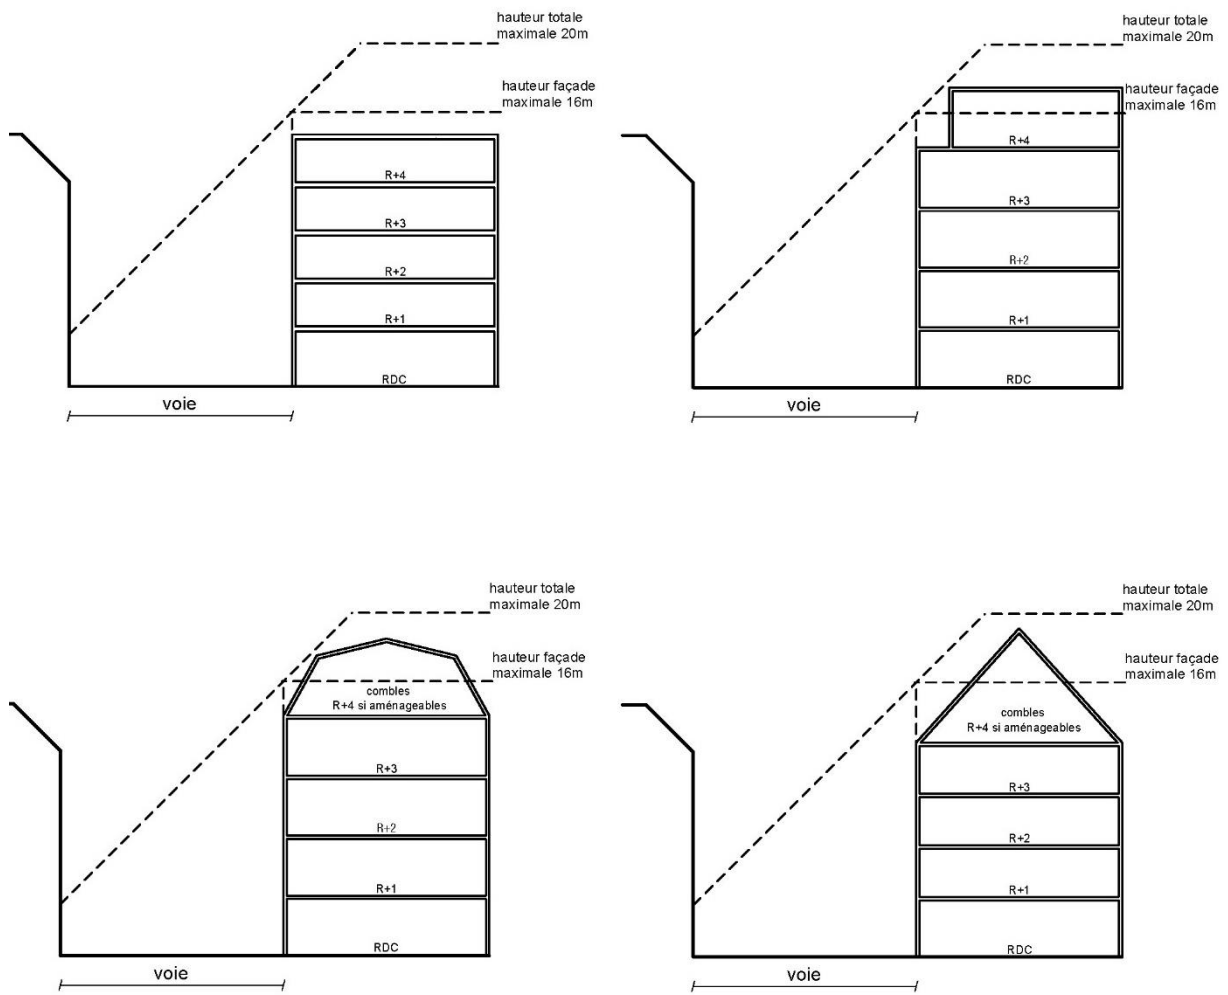 hauteur totale
maximale 20m
hauteur façade
maximale 16m
R+4
R+3
R+2
R+1
RDC
voie
hauteur totale
maximale 20m
hauteur façade
maximale 16m
R+4
R+3
R+2
R+1
RDC
voie
hauteur totale
maximale 20m
hauteur façade
maximale 16m
combles
R+4 si aménageables
R+3
R+2
R+1
RDC
voie
hauteur totale
maximale 20m
hauteur façade
maximale 16m
combles
R+4 si aménageables
R+3
R+2
R+1
RDC
voie